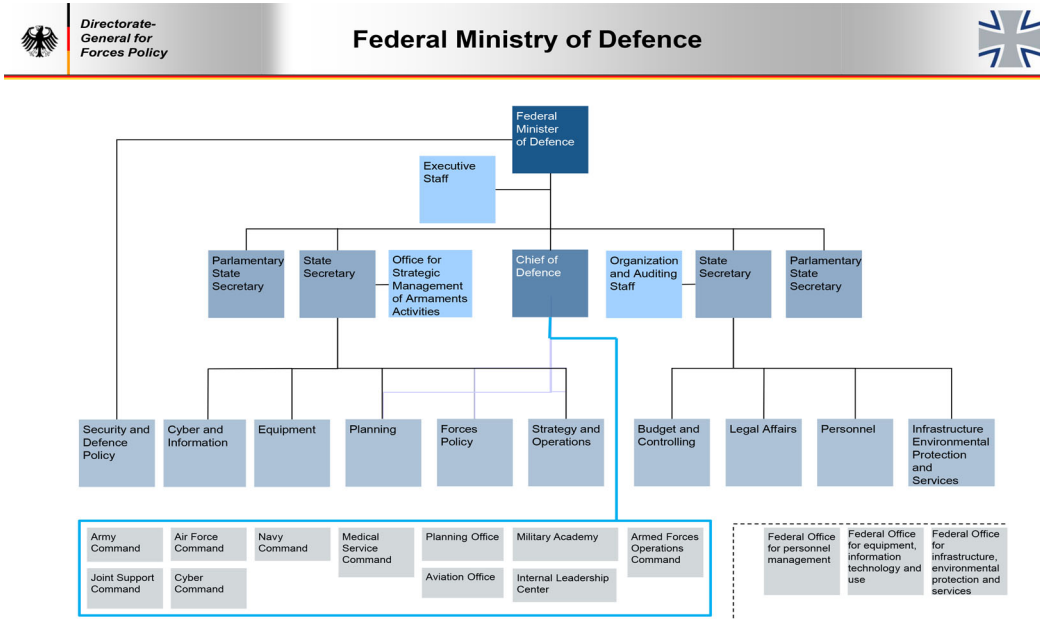 Directorate-
General for
Forces Policy
Federal Ministry of Defence
Federal
Minister
of Defence
Executive
Staff
Parlamentary
State
Secretary
State
Secretary
Office for
Strategic
Management
of Armaments
Activities
Chief of
Defence
Organization
and Auditing
Staff
State
Secretary
Parlamentary
State
Secretary
Security and
Defence
Policy
Cyber and
Information
Equipment
Planning
Forces
Policy
Strategy and
Operations
Budget and
Controlling
Legal Affairs
Personnel
Infrastructure
Environmental
Protection
and
Services
Army
Command
Air Force
Command
Navy
Command
Medical
Service
Command
Planning Office
Military Academy
Armed Forces
Operations
Command
Joint Support
Command
Cyber
Command
Aviation Office
Internal Leadership
Center
Federal Office
for personnel
management
Federal Office
for equipment,
information
technology and
use
Federal Office
for
infrastructure,
environmental
protection and
services